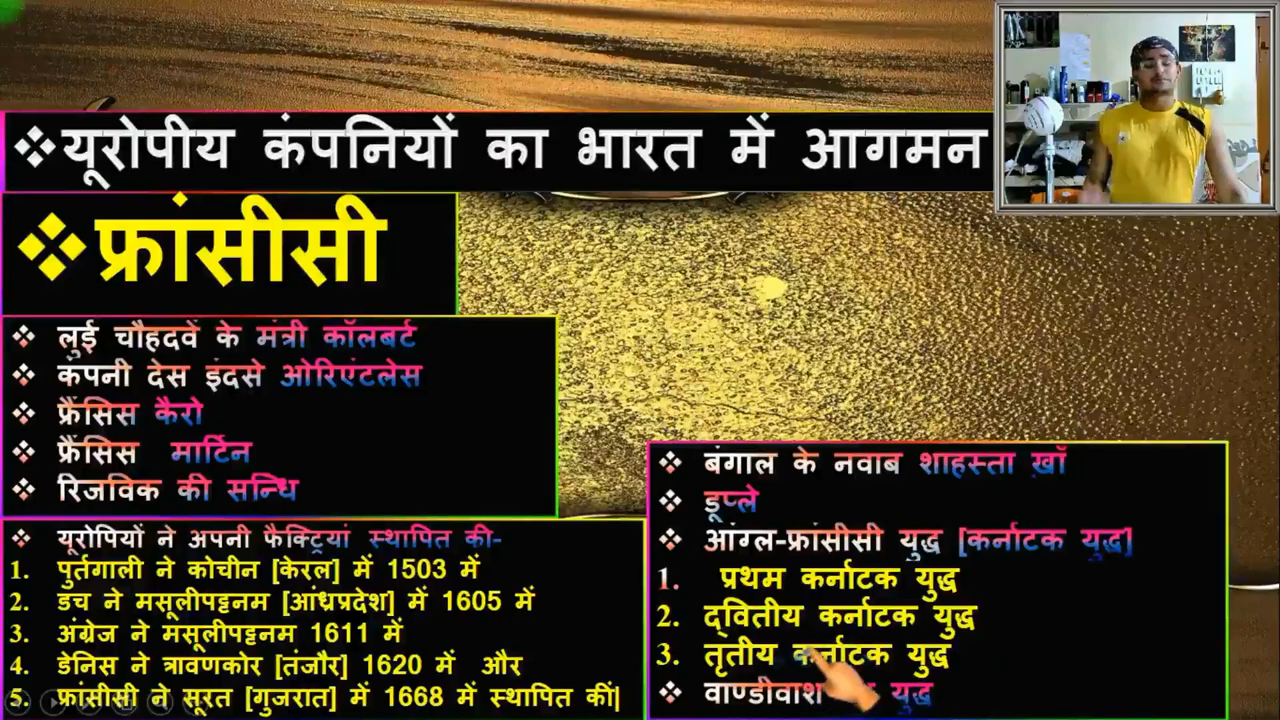 ❖यूरोपीय कंपनियों का भारत में आगमन
❖फ्रांसीसी
❖ लुई चौहदवें के मंत्री कॉलबर्ट
❖ कंपनी देस इंदसे ओरिएंटलेस
❖ फ्रैंसिस कैरो
❖ फ्रैंसिस मार्टिन
❖ रिजविक की सन्धि
❖ यूरोपियों ने अपनी फैक्ट्रियां स्थापित की-
1. पुर्तगाली ने कोचीन [केरल] में 1503 में
2. डच ने मसूलीपट्टनम [आंध्रप्रदेश] में 1605 में
3. अंग्रेज ने मसूलीपट्टनम 1611 में
4. डेनिस ने त्रावणकोर [तंजौर] 1620 में और
5. फ्रांसीसी ने सूरत [गुजरात] में 1668 में स्थापित कीं|
❖ बंगाल के नवाब शाहस्ता ख़ाँ
❖ डूप्ले
❖ आंग्ल-फ्रांसीसी युद्ध [कर्नाटक युद्ध]
1. प्रथम कर्नाटक युद्ध
2. द्वितीय कर्नाटक युद्ध
3. तृतीय कर्नाटक युद्ध
❖ वाण्डीवाश युद्ध